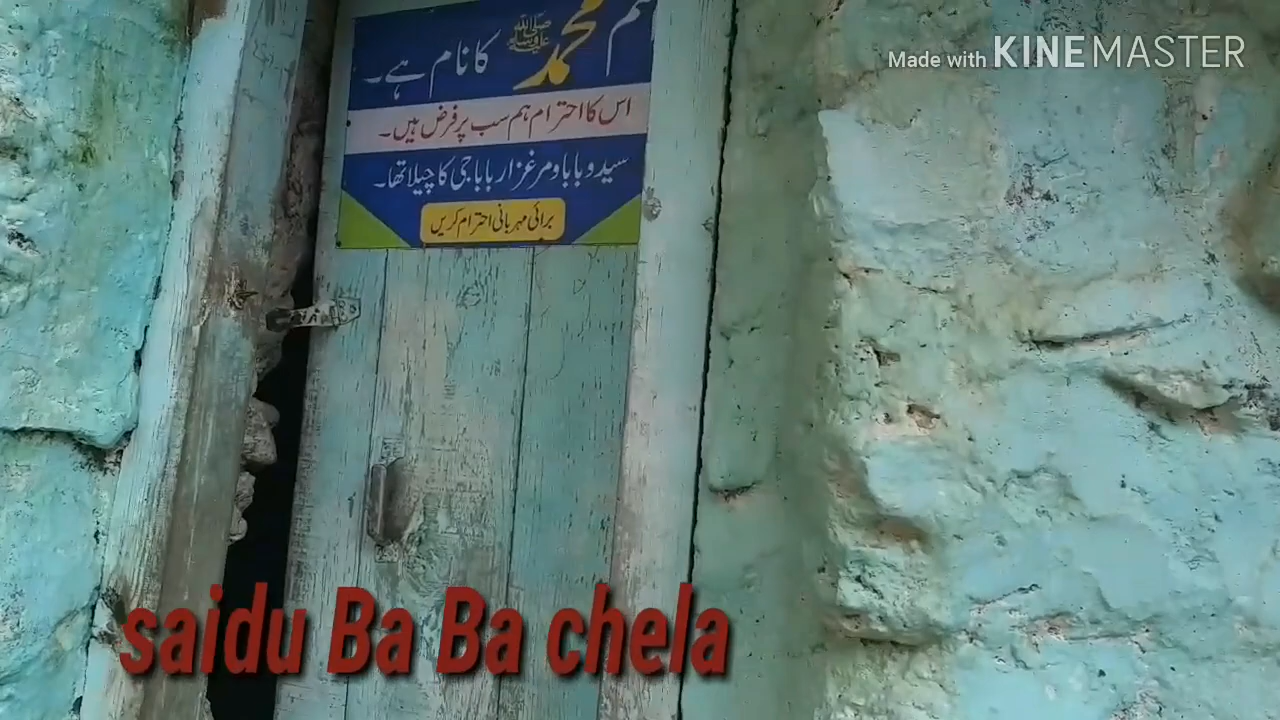 Made with KINEMASTER
محمد ﷺ کا نام ہے۔
اس کا احترام ہم سب پر فرض ہیں۔
سیدو بابا و مرغزار بابا جی کا چیلا تھا۔
برائی مہربانی احترام کریں
saidu Ba Ba chela